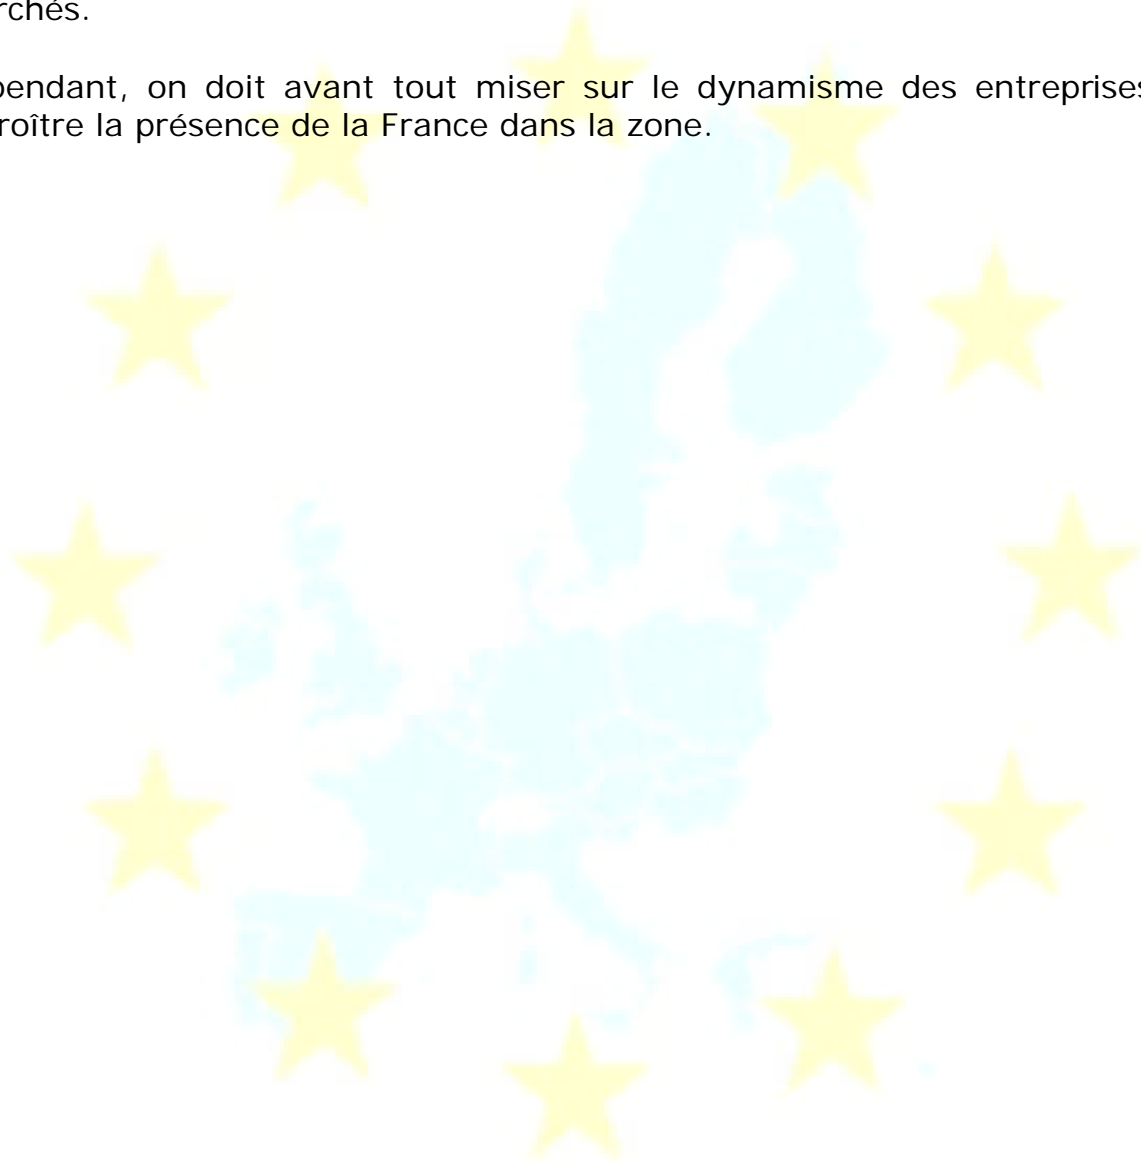 rchés.
pendant, on doit avant tout miser sur le dynamisme des entreprises
roître la présence de la France dans la zone.